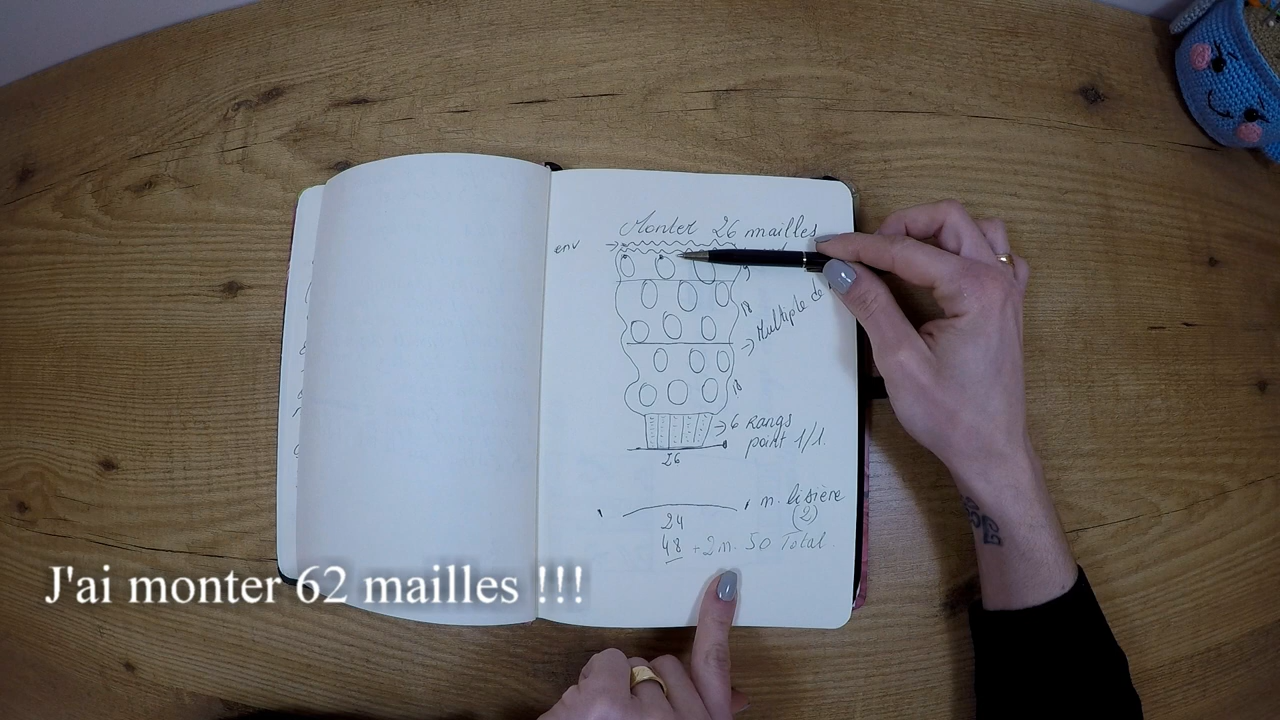 Monter 26 mailles
env
18
Multiple de
18
6 Rangs
point 1/1.
26
m. lisière
(2)
24
48 + 2 m. 50 Total.
J'ai monter 62 mailles !!!